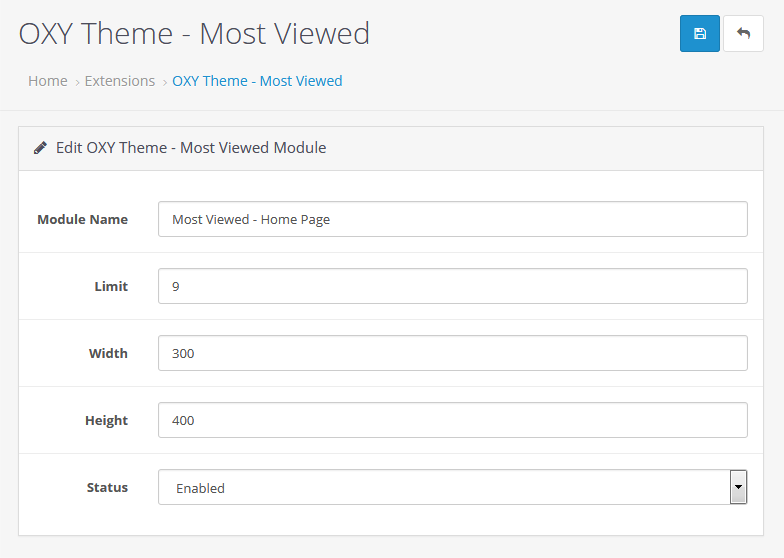 OXY Theme - Most Viewed
Home › Extensions › OXY Theme - Most Viewed
Edit OXY Theme - Most Viewed Module
Module Name Most Viewed - Home Page
Limit 9
Width 300
Height 400
Status Enabled